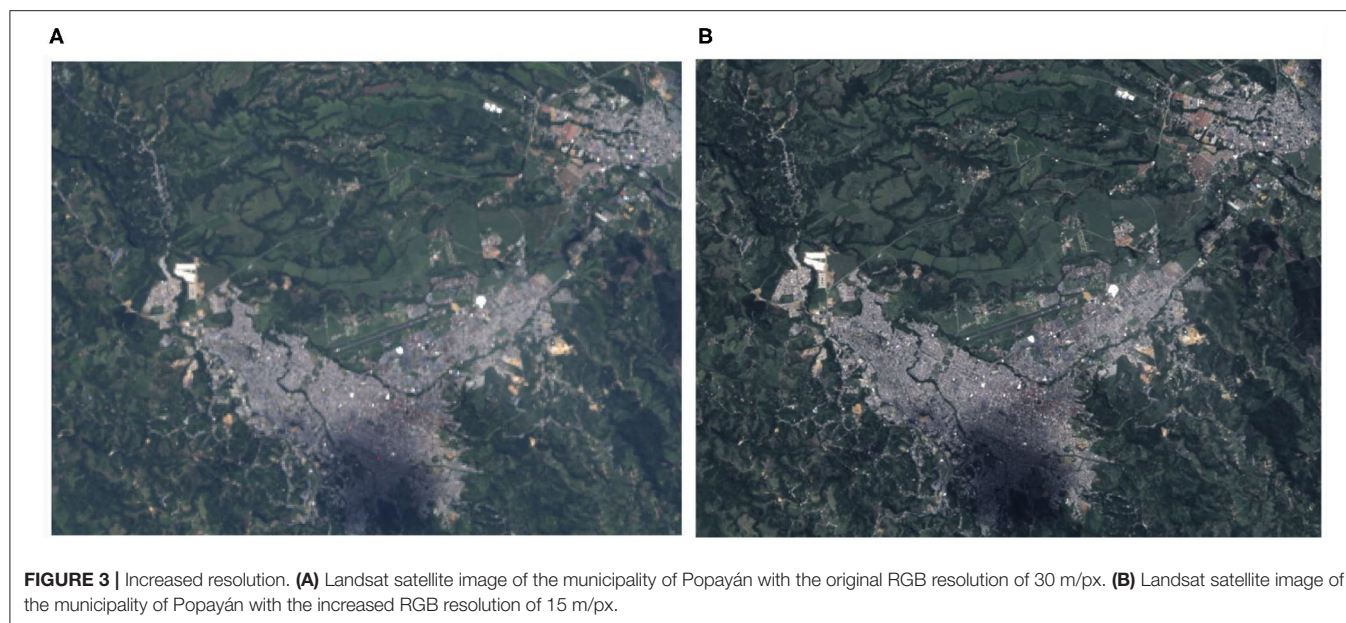 A
B
FIGURE 3 | Increased resolution. (A) Landsat satellite image of the municipality of Popayán with the original RGB resolution of 30 m/px. (B) Landsat satellite image of
the municipality of Popayán with the increased RGB resolution of 15 m/px.